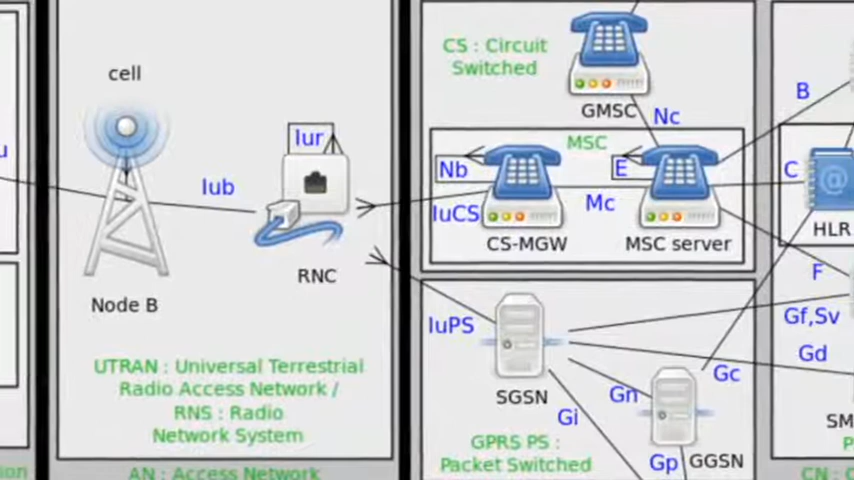 u
cell
Iur
Iub
Node B
RNC
UTRAN : Universal Terrestrial
Radio Access Network /
RNS : Radio
Network System
AN : Access Network
CS : Circuit
Switched
GMSC
Nc
MSC
Nb
E
Mc
IuCS
CS-MGW
MSC server
B
C
HLR
F
IuPS
SGSN
Gf,Sv
Gd
Gc
Gn
Gi
Gp
GGSN
GPRS PS :
Packet Switched
SM
P
CN : C
ion